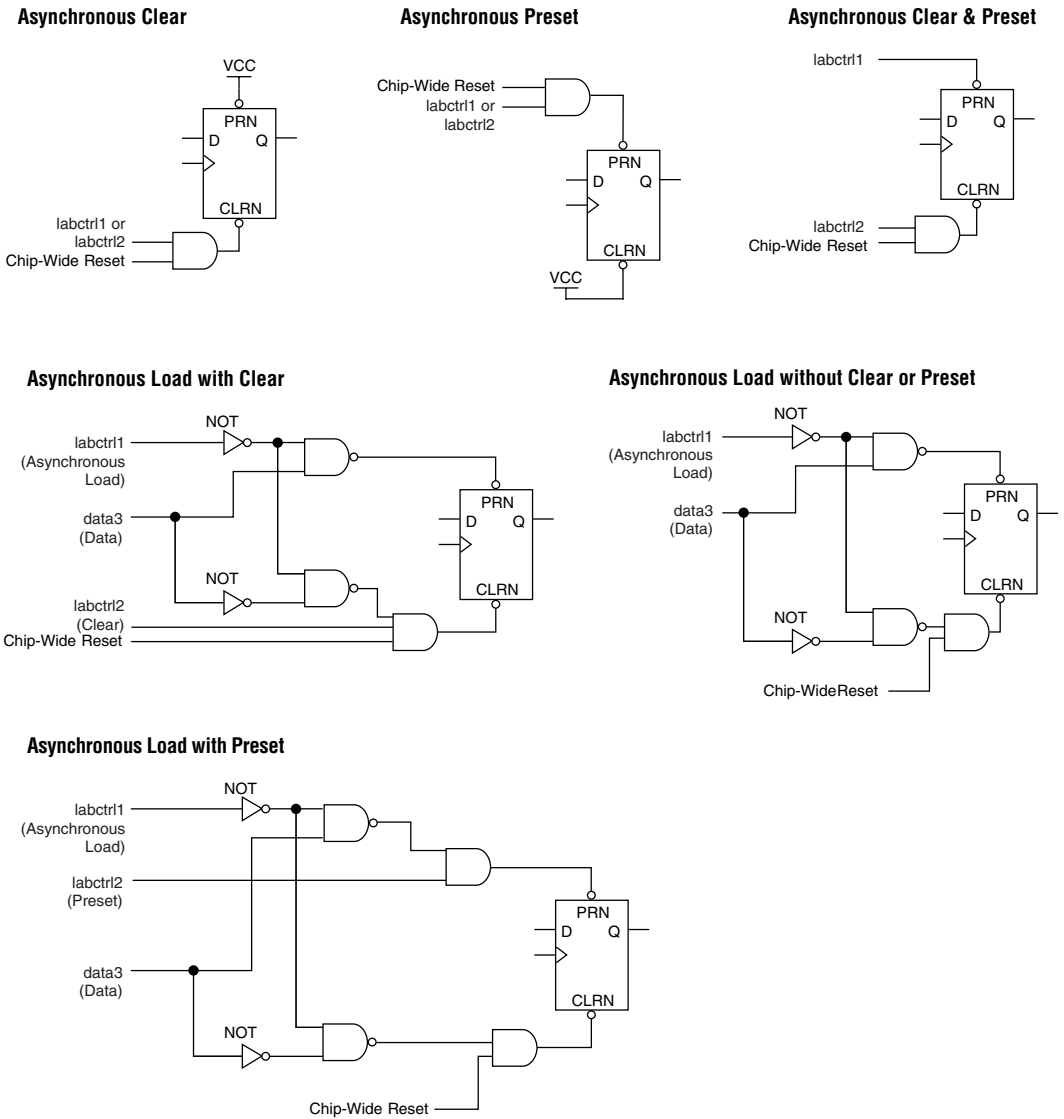 Asynchronous Clear
VCC
PRN
D Q
CLRN
labctrl1 or
labctrl2
Chip-Wide Reset
Asynchronous Preset
Chip-Wide Reset
labctrl1 or
labctrl2
PRN
D Q
CLRN
VCC
Asynchronous Clear & Preset
labctrl1
PRN
D Q
CLRN
labctrl2
Chip-Wide Reset
Asynchronous Load with Clear
NOT
labctrl1
(Asynchronous
Load)
PRN
D Q
data3
(Data)
NOT
CLRN
labctrl2
(Clear)
Chip-Wide Reset
Asynchronous Load without Clear or Preset
NOT
labctrl1
(Asynchronous
Load)
PRN
D Q
data3
(Data)
CLRN
NOT
Chip-WideReset
Asynchronous Load with Preset
NOT
labctrl1
(Asynchronous
Load)
labctrl2
(Preset)
PRN
D Q
data3
(Data)
CLRN
NOT
Chip-Wide Reset